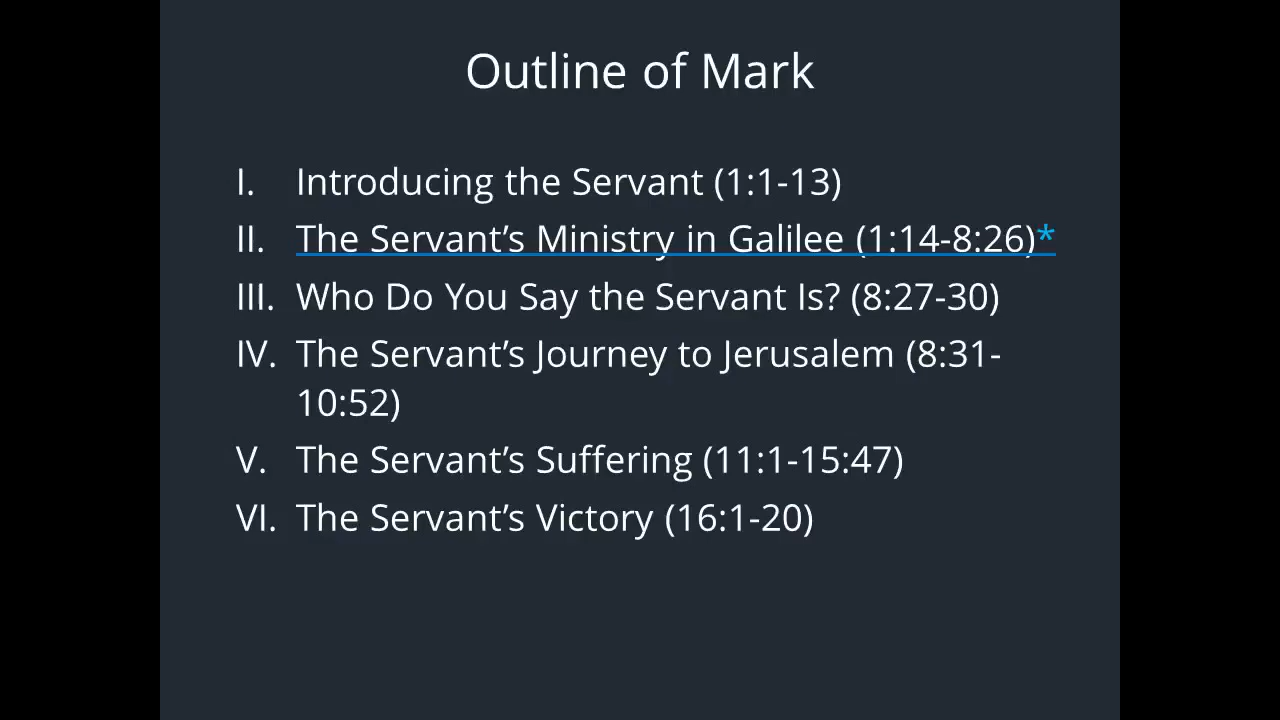 Outline of Mark
I. Introducing the Servant (1:1-13)
II. The Servant’s Ministry in Galilee (1:14-8:26)*
III. Who Do You Say the Servant Is? (8:27-30)
IV. The Servant’s Journey to Jerusalem (8:31-
10:52)
V. The Servant’s Suffering (11:1-15:47)
VI. The Servant’s Victory (16:1-20)